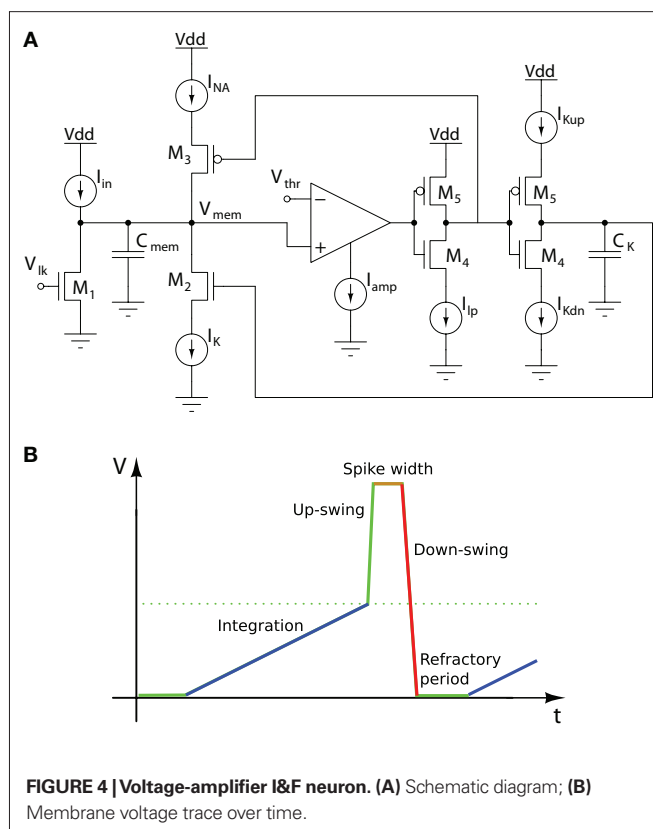 A
Vdd
I_NA
Vdd
I_in
M_3
V_thr
V_mem
C_mem
V_lk
M_1
M_2
I_K
−
+
I_amp
Vdd
M_5
M_4
I_lp
Vdd
I_Kup
M_5
M_4
C_K
I_Kdn
B
V
Spike width
Up-swing
Down-swing
Integration
Refractory
period
t
FIGURE 4 | Voltage-amplifier I&F neuron. (A) Schematic diagram; (B)
Membrane voltage trace over time.